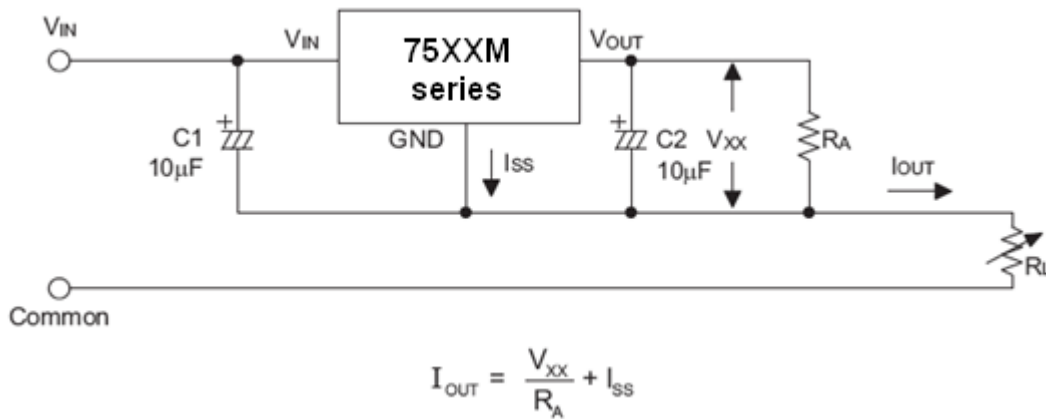 VIN
VIN
75XXM
series
VOUT
GND
C1
10μF
+
ISS
+
C2
10μF
VXX
RA
IOUT
RL
Common
IOUT = VXX / RA + ISS